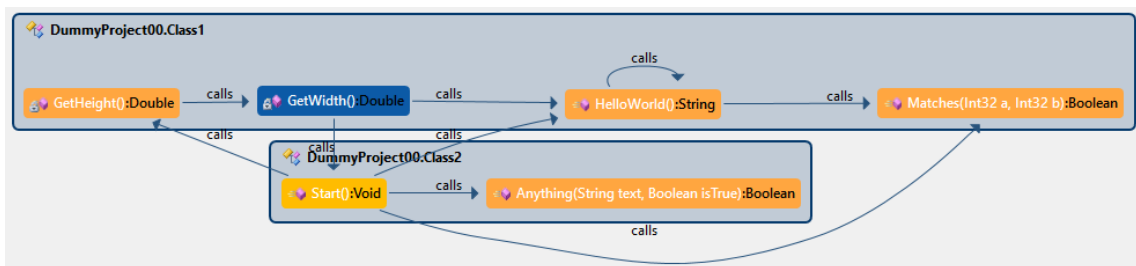 DummyProject00.Class1
calls
GetHeight():Double
calls
GetWidth():Double
calls
HelloWorld():String
calls
Matches(Int32 a, Int32 b):Boolean
calls
calls
calls
DummyProject00.Class2
Start():Void
calls
Anything(String text, Boolean isTrue):Boolean
calls